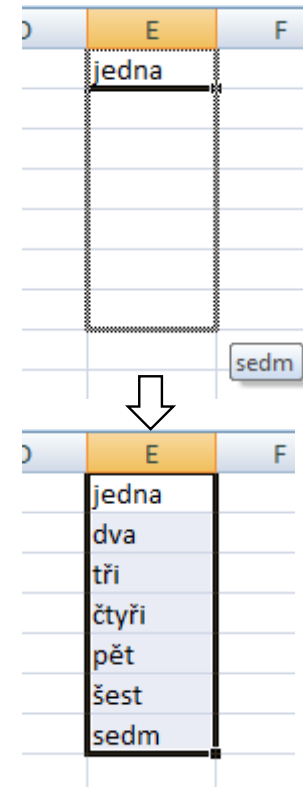 E F
jedna
sedm
E F
jedna
dva
tři
čtyři
pět
šest
sedm